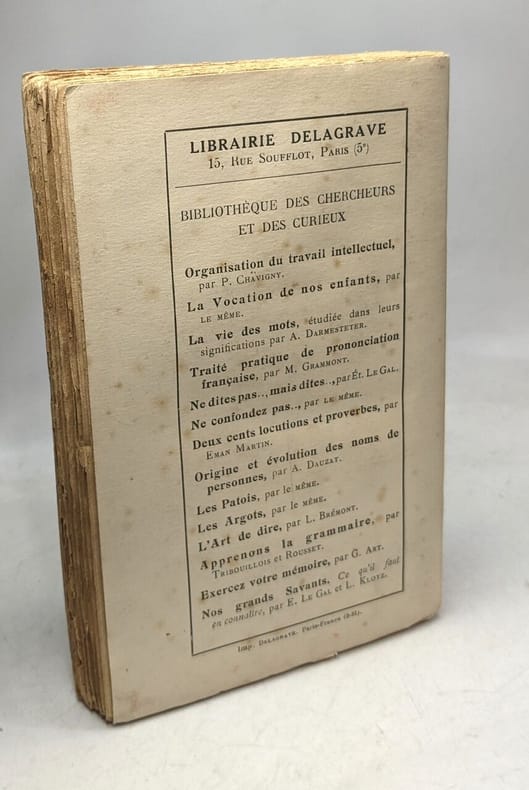 LIBRAIRIE DELAGRAVE
15, RUE SOUFFLOT, PARIS (5e)
BIBLIOTHÈQUE DES CHERCHEURS
ET DES CURIEUX
Organisation du travail intellectuel,
par P. CHAVIGNY.
La Vocation de nos enfants, par
LE MÊME.
La vie des mots, étudiée dans leurs
significations par A. DARMESTETER.
Traité pratique de prononciation
française, par M. GRAMMONT.
Ne dites pas.., mais dites.., par Ét. LE GAL.
Ne confondez pas.., par LE MÊME.
Deux cents locutions et proverbes, par
EMAN MARTIN.
Origine et évolution des noms de
personnes, par A. DAUZAT.
Les Patois, par le MÊME.
Les Argots, par le MÊME.
L'Art de dire, par L. BRÉMONT.
Apprenons la grammaire, par
TRIBOUILLOIS et ROUSSET.
Exercez votre mémoire, par G. ART.
Nos grands Savants, Ce qu'il faut
en connaître, par E. LE GAL et L. KLOTZ.
Imp. DELAGRAVE. Paris-France